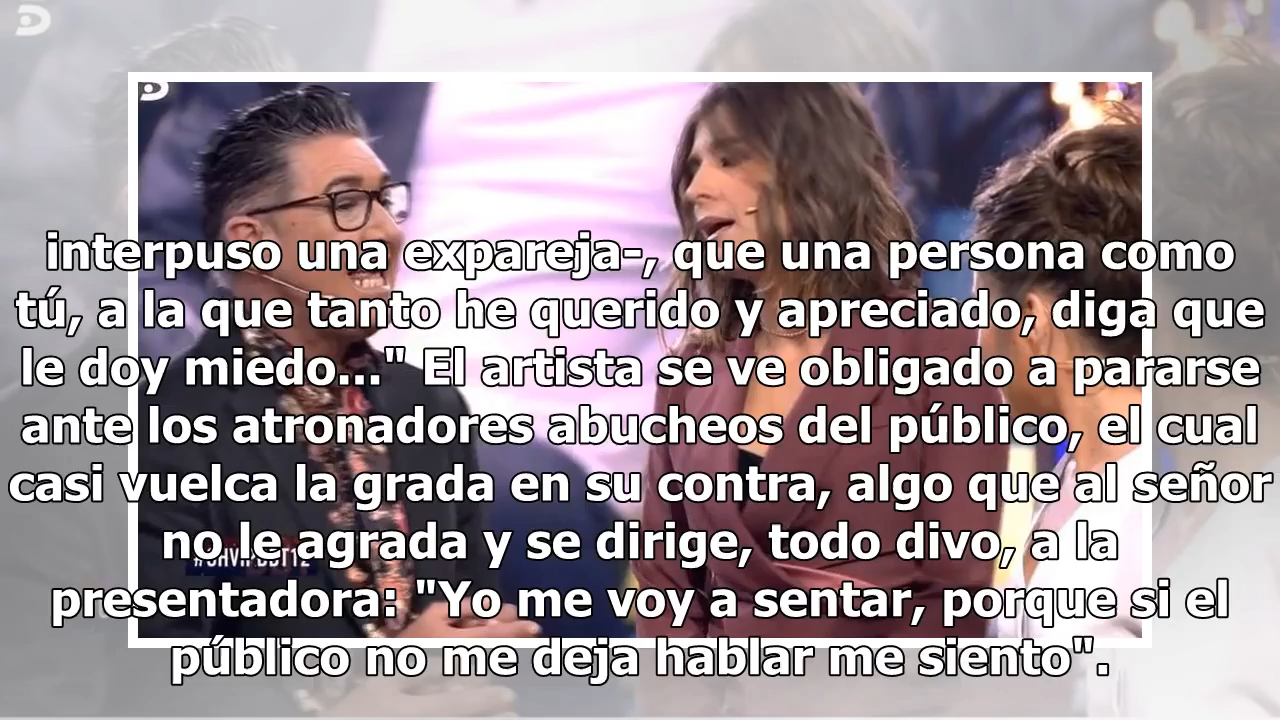 interpuso una expareja-, que una persona como
tú, a la que tanto he querido y apreciado, diga que
le doy miedo..." El artista se ve obligado a pararse
ante los atronadores abucheos del público, el cual
casi vuelca la grada en su contra, algo que al señor
no le agrada y se dirige, todo divo, a la
presentadora: "Yo me voy a sentar, porque si el
público no me deja hablar me siento".